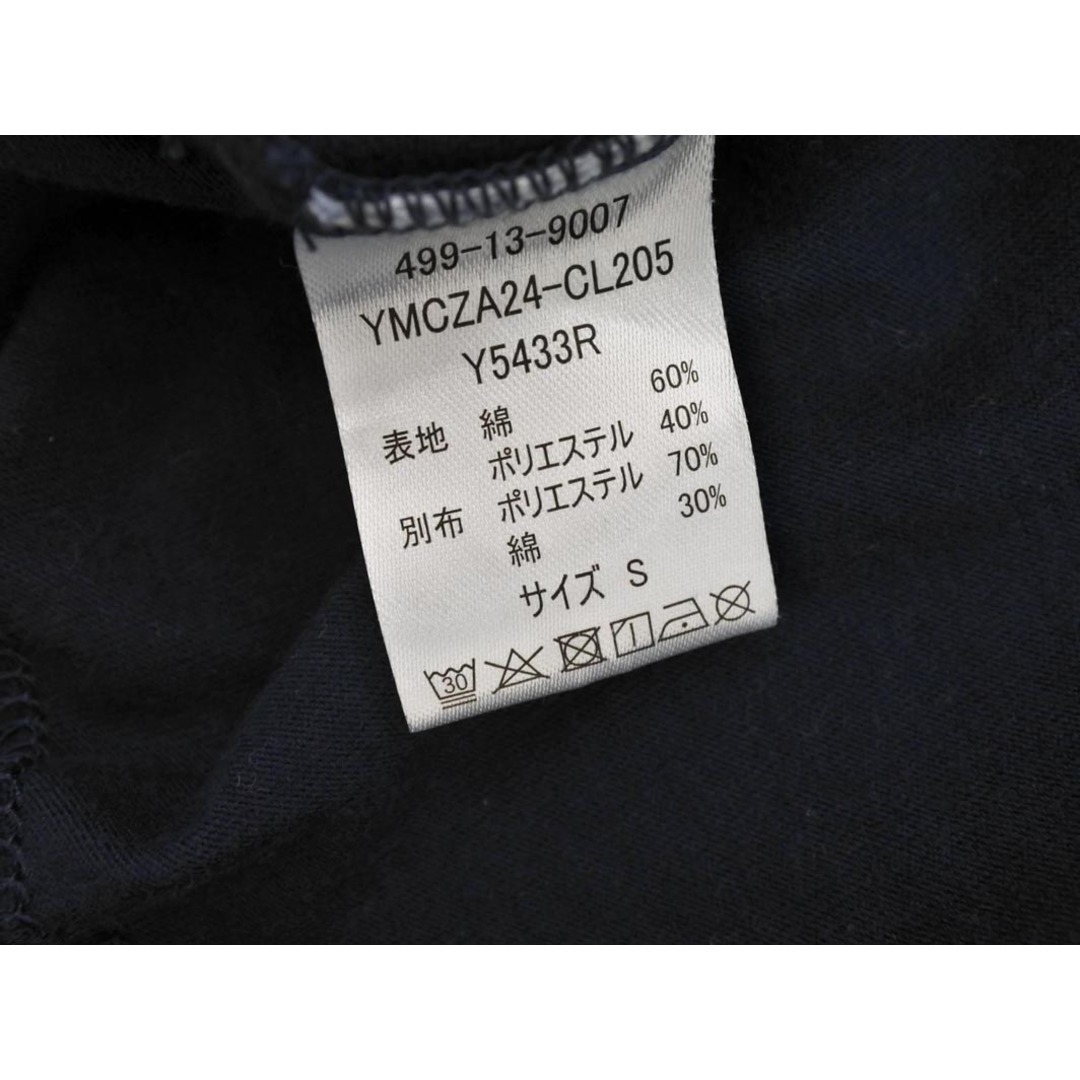 499-13-9007
YMCZA24-CL205
Y5433R
表地 綿 60%
ポリエステル 40%
別布 ポリエステル 70%
綿 30%
サイズ S
30